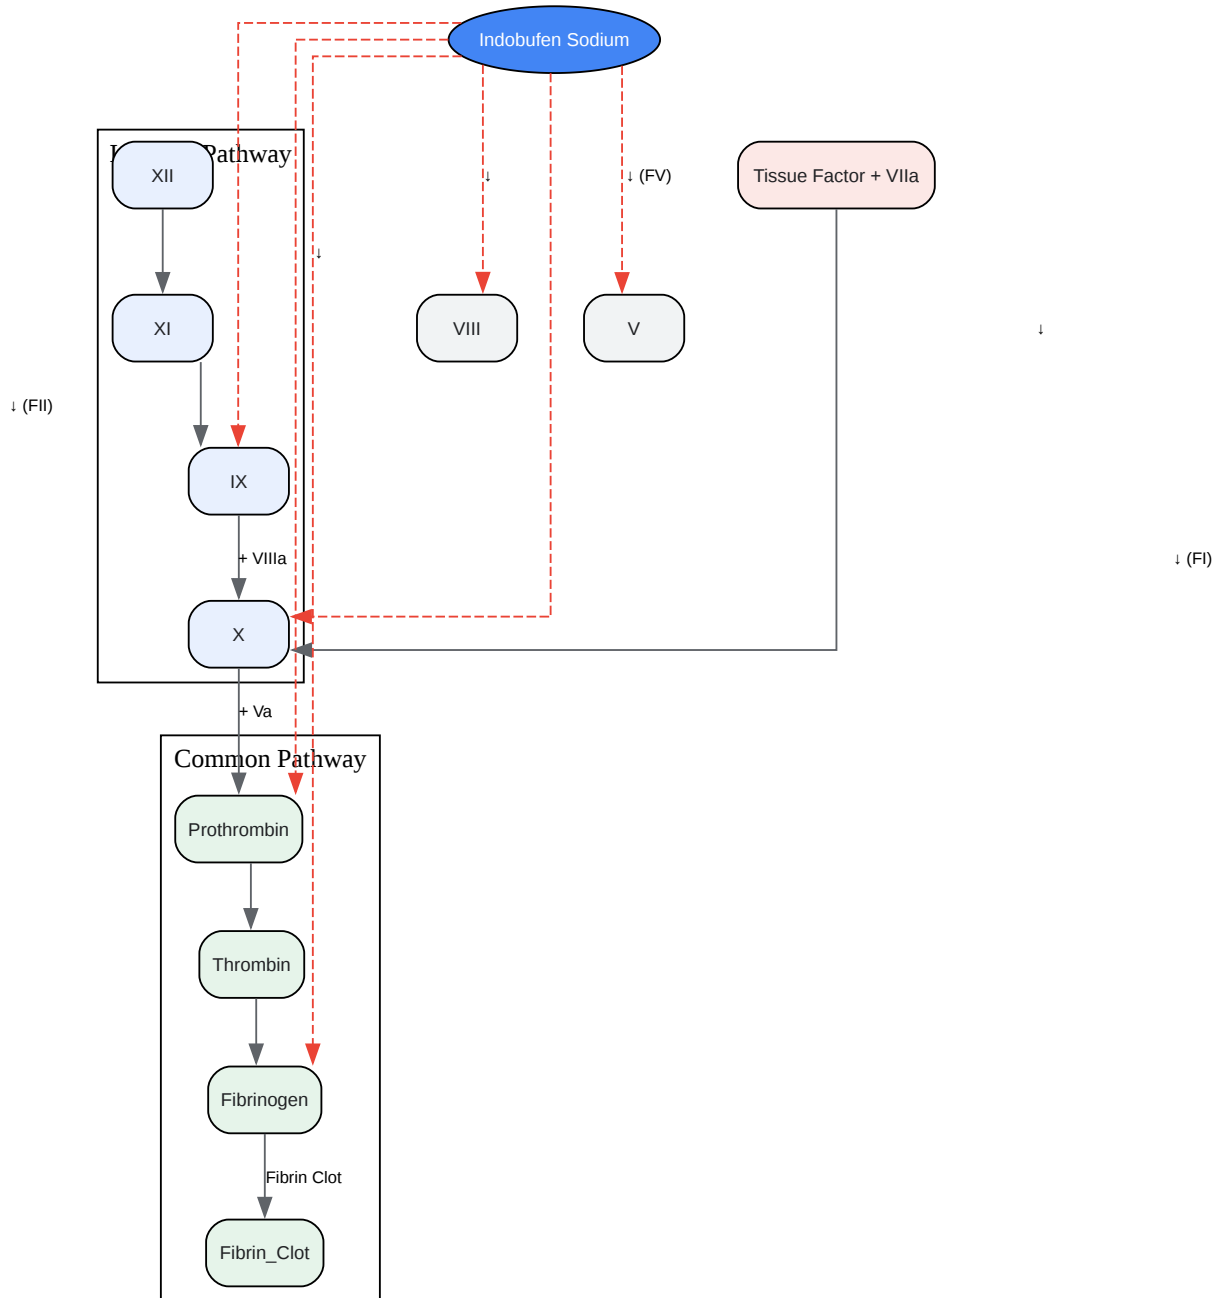 Indobufen Sodium
Pathway
XII
↓
↓ (FV)
Tissue Factor + VIIa
↓
XI
VIII
V
↓
↓ (FII)
IX
+ VIIIa
↓ (FI)
X
+ Va
Common Pathway
Prothrombin
Thrombin
Fibrinogen
Fibrin Clot
Fibrin_Clot